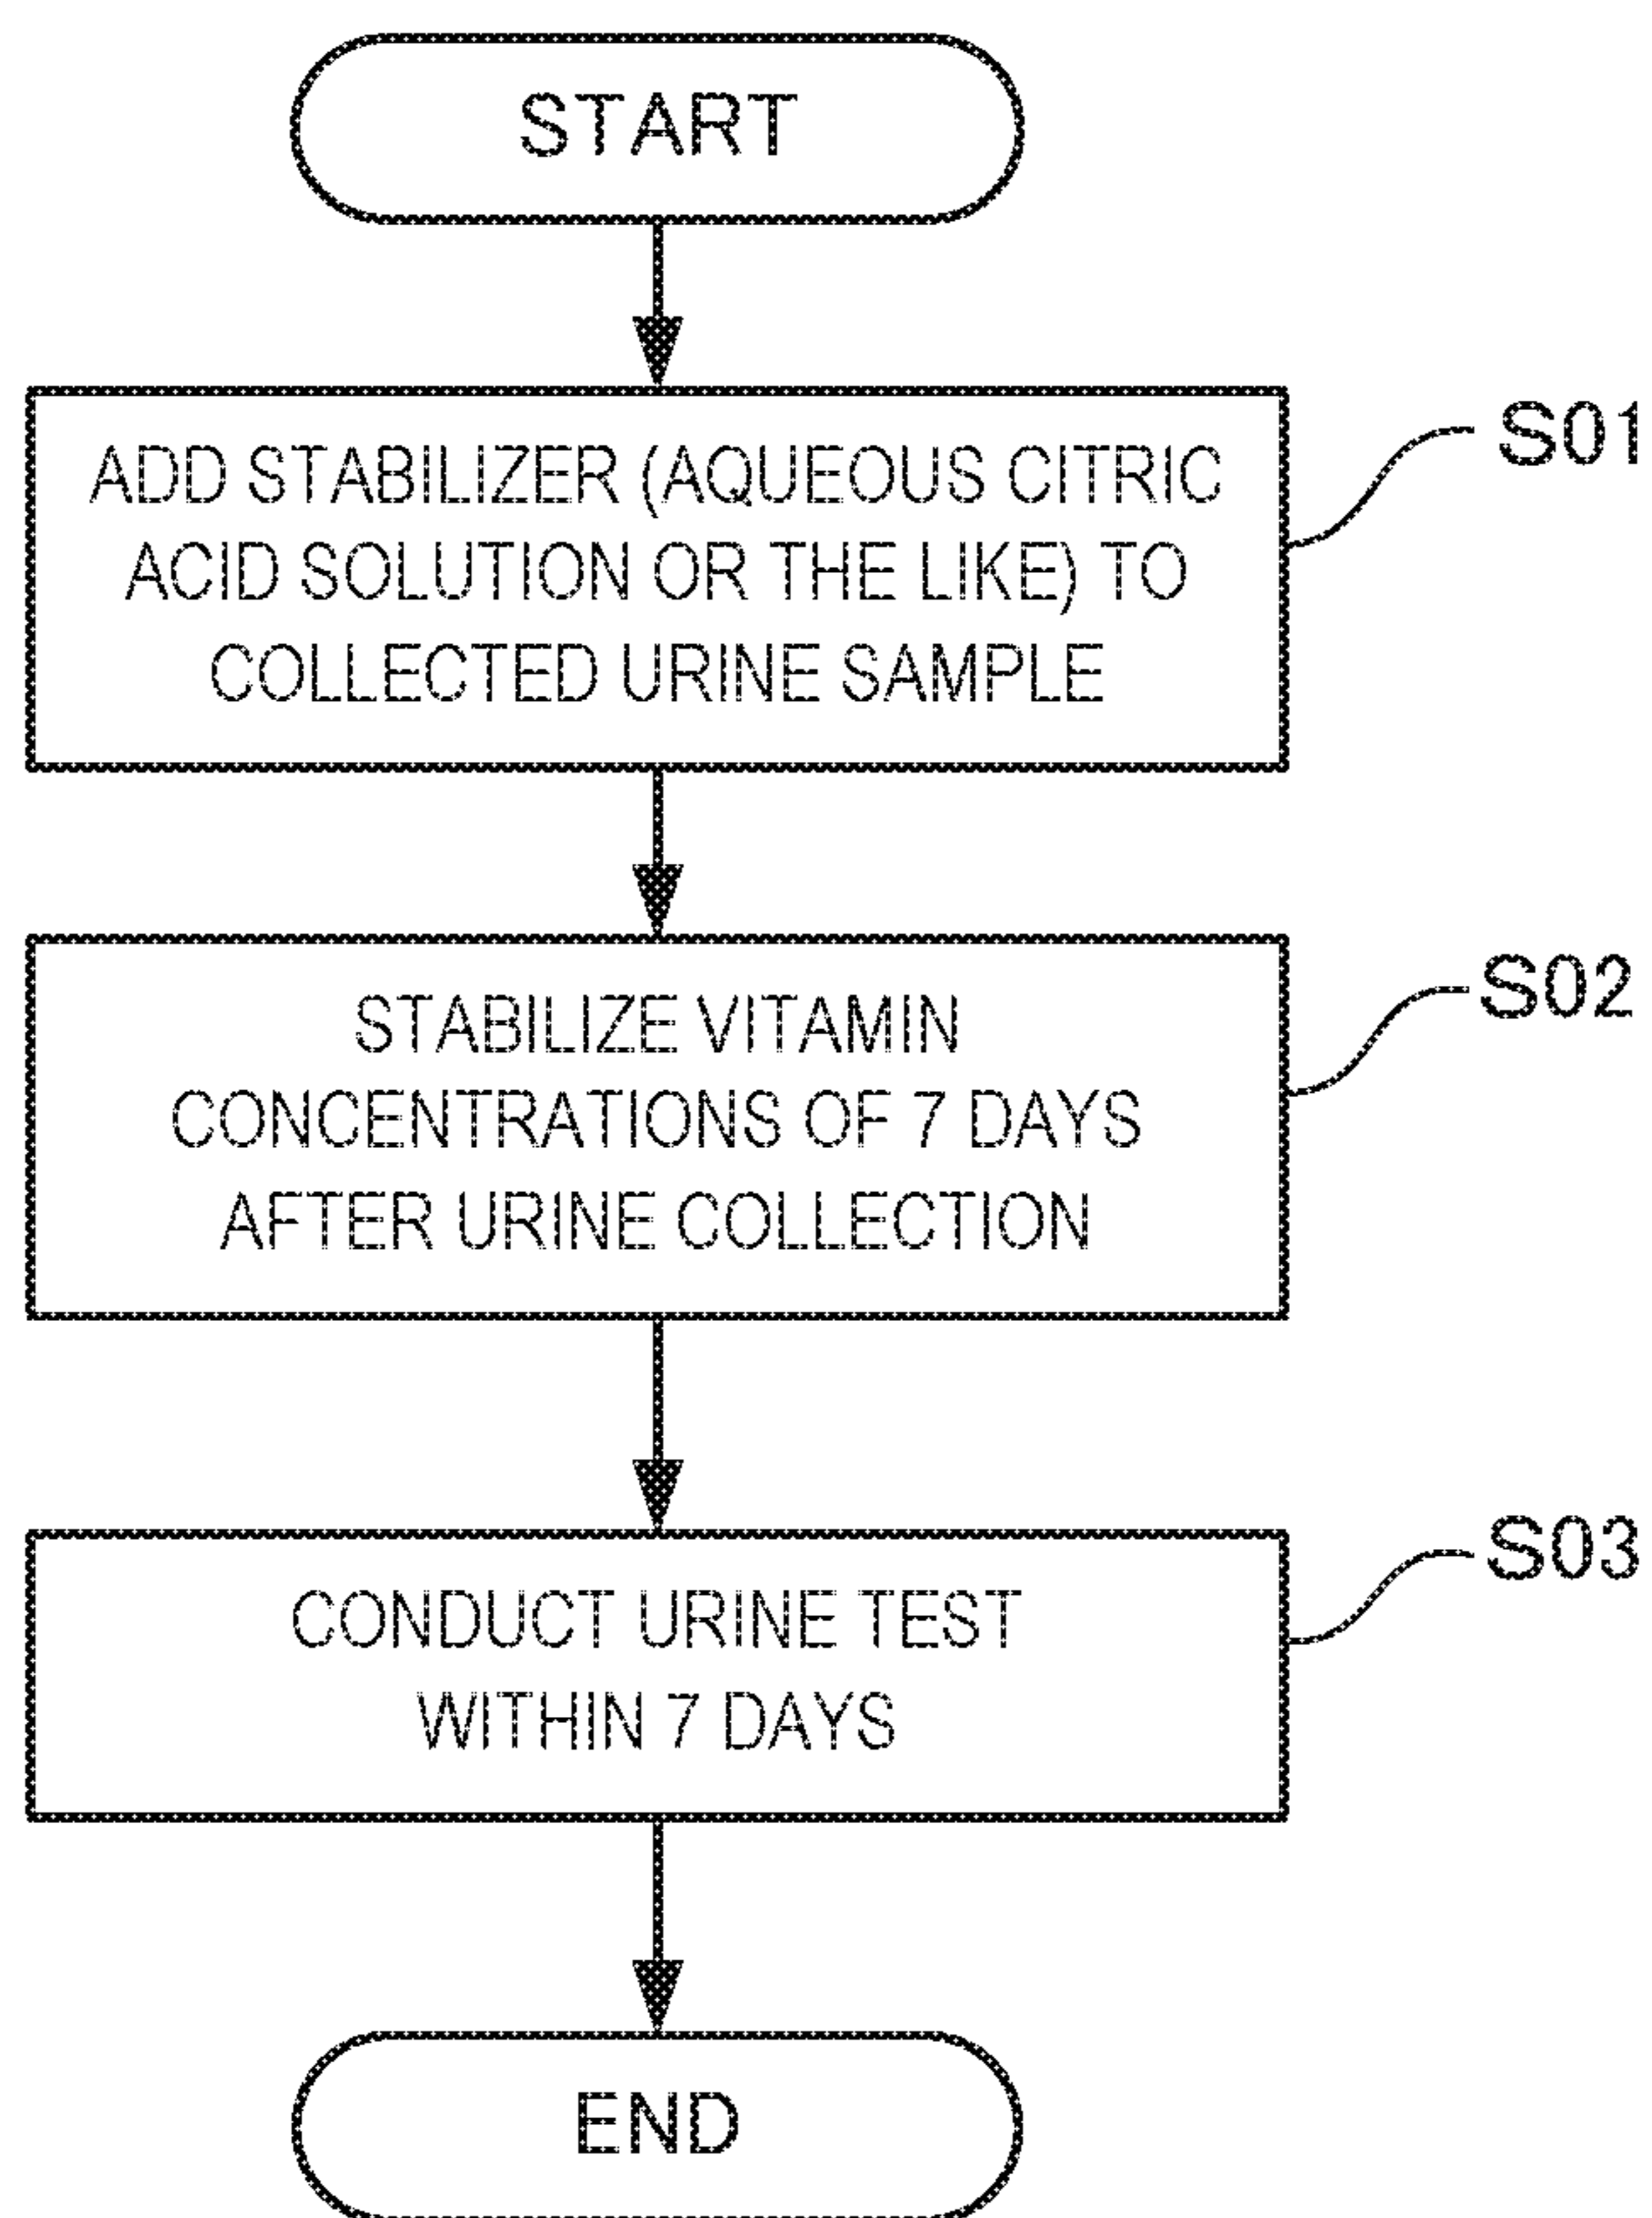 START
ADD STABILIZER (AQUEOUS CITRIC
ACID SOLUTION OR THE LIKE) TO
COLLECTED URINE SAMPLE
S01
STABILIZE VITAMIN
CONCENTRATIONS OF 7 DAYS
AFTER URINE COLLECTION
S02
CONDUCT URINE TEST
WITHIN 7 DAYS
S03
END